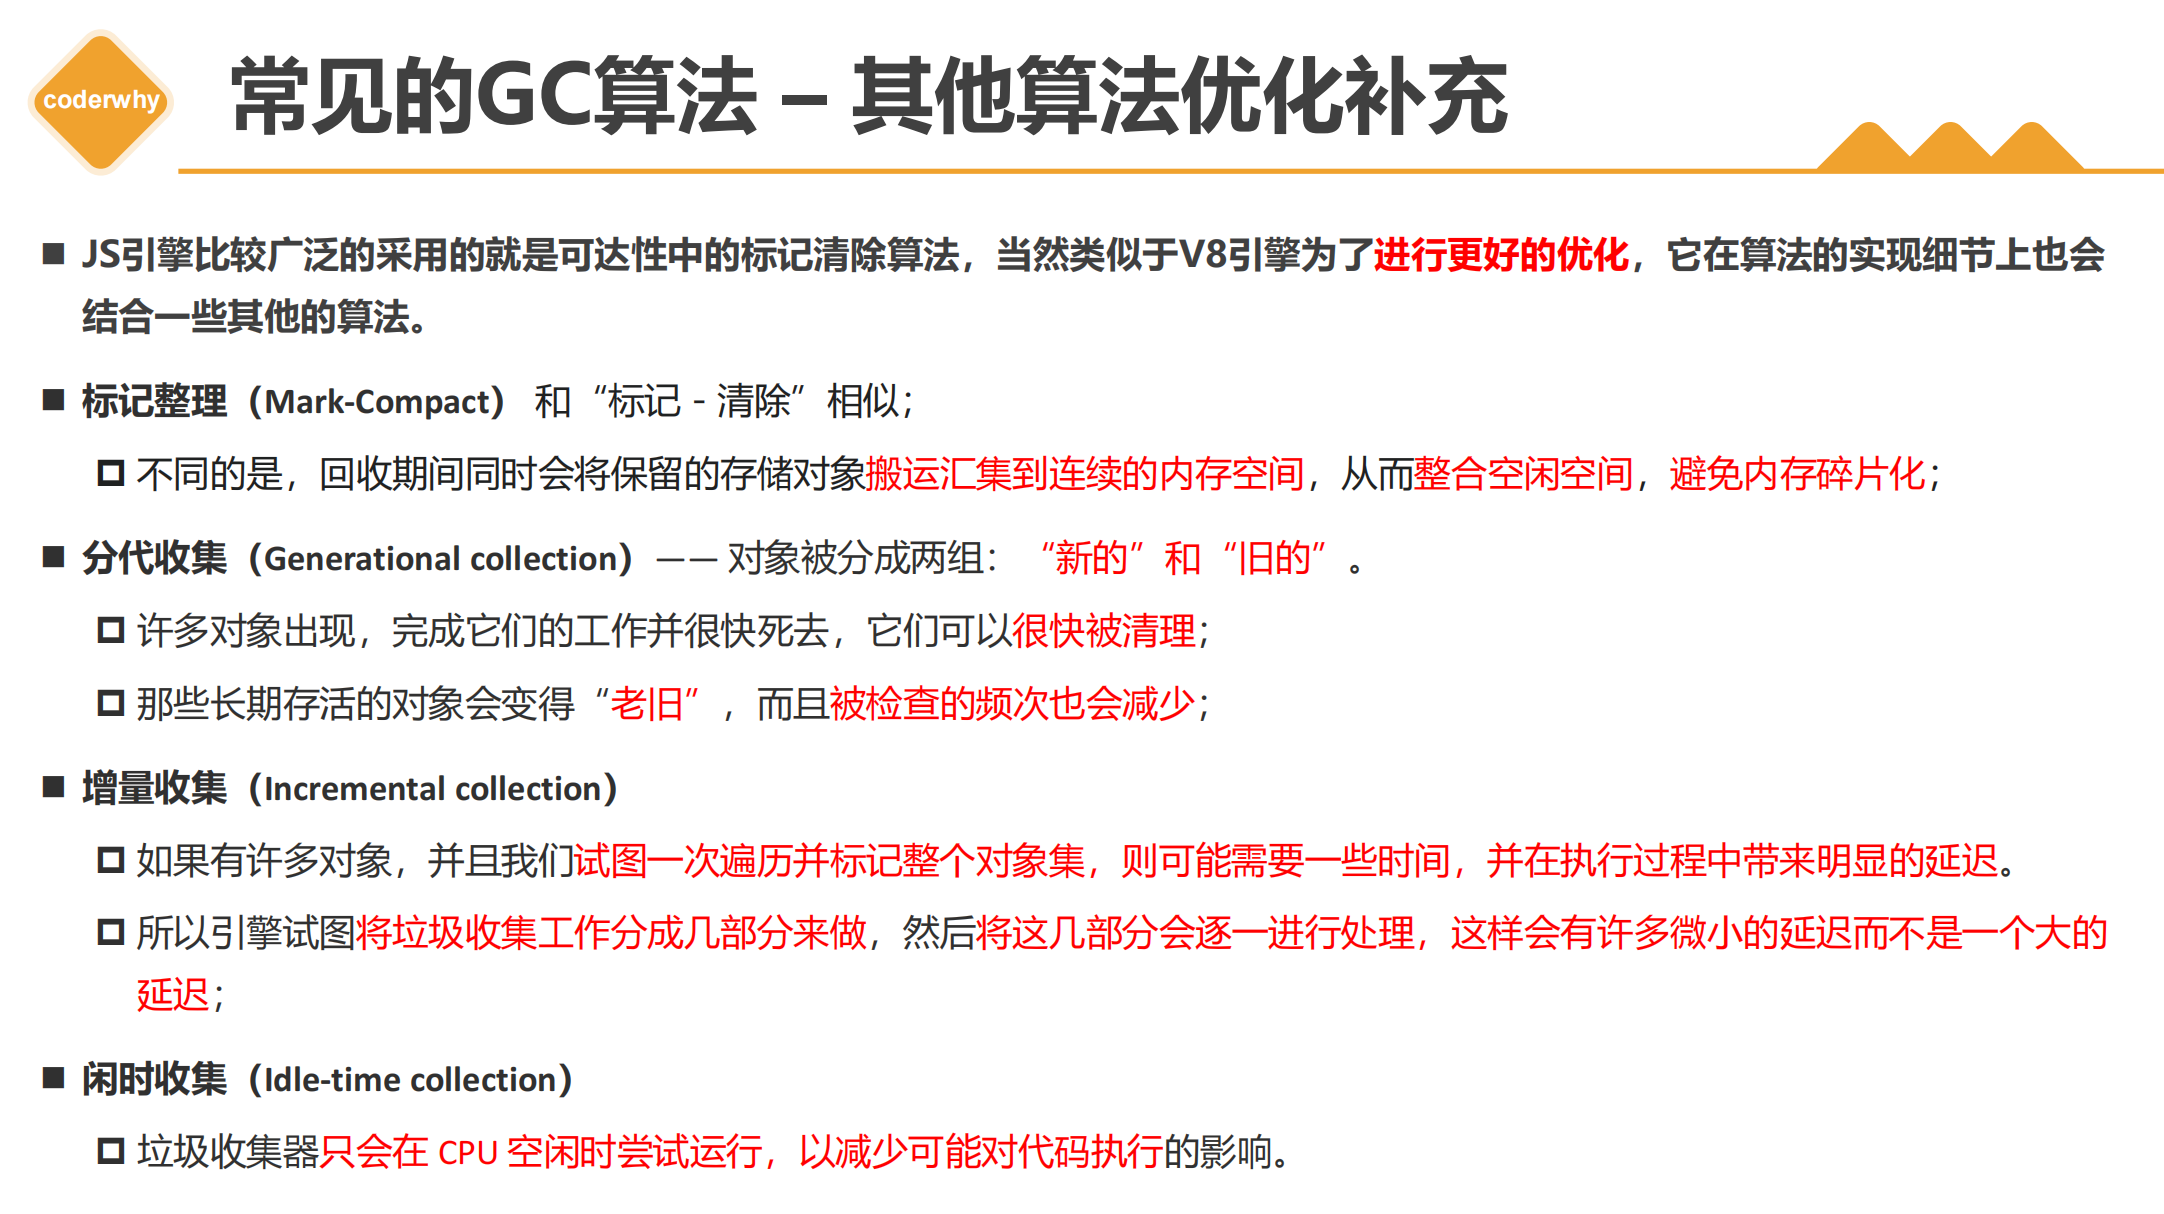 coderwhy
常见的GC算法 – 其他算法优化补充
JS引擎比较广泛的采用的就是可达性中的标记清除算法，当然类似于V8引擎为了进行更好的优化，它在算法的实现细节上也会
结合一些其他的算法。
标记整理（Mark-Compact） 和“标记－清除”相似；
不同的是，回收期间同时会将保留的存储对象搬运汇集到连续的内存空间，从而整合空闲空间，避免内存碎片化；
分代收集（Generational collection）—— 对象被分成两组：“新的”和“旧的”。
许多对象出现，完成它们的工作并很快死去，它们可以很快被清理；
那些长期存活的对象会变得“老旧”，而且被检查的频次也会减少；
增量收集（Incremental collection）
如果有许多对象，并且我们试图一次遍历并标记整个对象集，则可能需要一些时间，并在执行过程中带来明显的延迟。
所以引擎试图将垃圾收集工作分成几部分来做，然后将这几部分会逐一进行处理，这样会有许多微小的延迟而不是一个大的
延迟；
闲时收集（Idle-time collection）
垃圾收集器只会在 CPU 空闲时尝试运行，以减少可能对代码执行的影响。